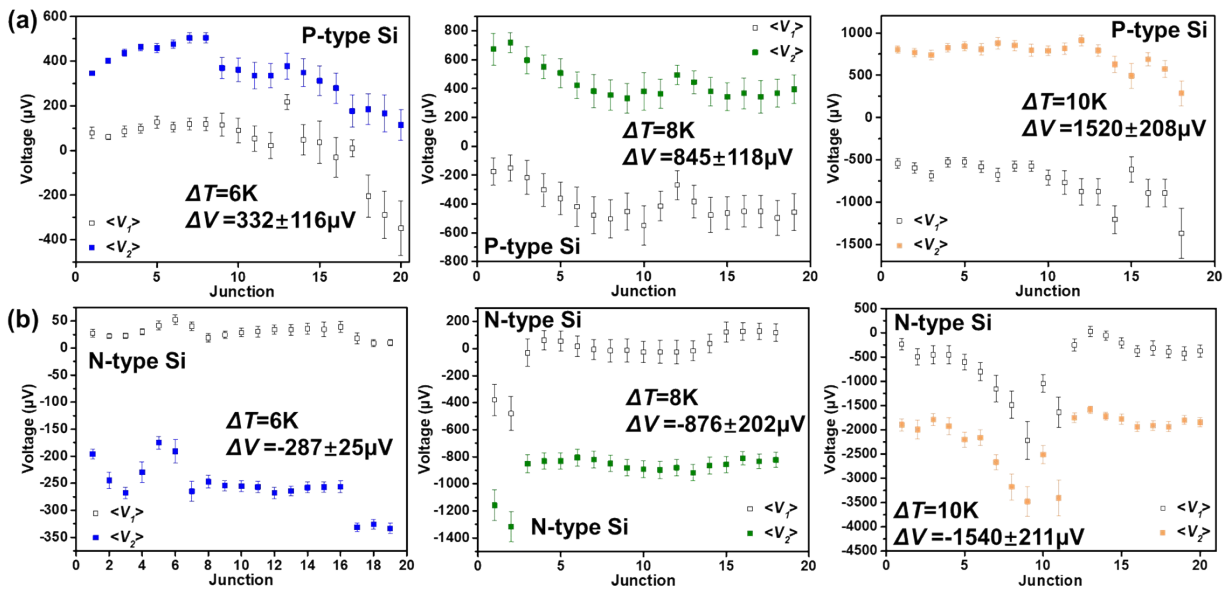 (a)
P-type Si
600
400
200
0
-200
-400
Voltage (μV)
ΔT=6K
ΔV =332±116μV
<V1>
<V2>
0
5
10
15
20
Junction
800
600
400
200
0
-200
-400
-600
-800
Voltage (μV)
<V1>
<V2>
ΔT=8K
ΔV =845±118μV
P-type Si
0
5
10
15
20
Junction
P-type Si
1000
500
0
-500
-1000
-1500
Voltage (μV)
ΔT=10K
ΔV =1520±208μV
<V1>
<V2>
0
5
10
15
20
Junction
(b)
50
0
-50
-100
-150
-200
-250
-300
-350
Voltage (μV)
N-type Si
ΔT=6K
ΔV =-287±25μV
<V1>
<V2>
0
2
4
6
8
10
12
14
16
18
20
Junction
N-type Si
200
0
-200
-400
-600
-800
-1000
-1200
-1400
Voltage (μV)
ΔT=8K
ΔV =-876±202μV
N-type Si
<V1>
<V2>
0
5
10
15
20
Junction
N-type Si
500
0
-500
-1000
-1500
-2000
-2500
-3000
-3500
-4000
-4500
Voltage (μV)
ΔT=10K
ΔV =-1540±211μV
<V1>
<V2>
0
5
10
15
20
Junction